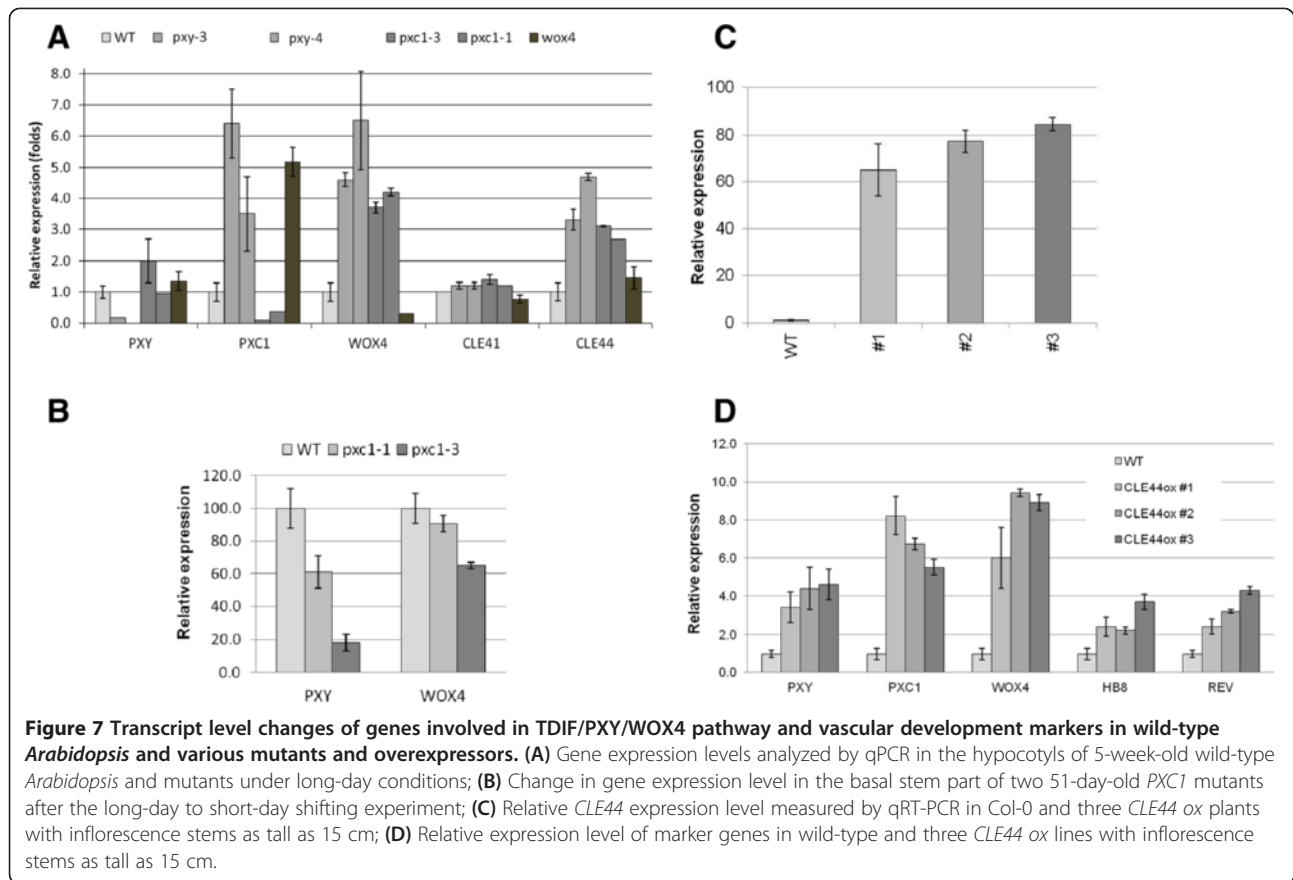 A
WT pxy-3 pxy-4 pxc1-3 pxc1-1 wox4
Relative expression (folds)
8.0
7.0
6.0
5.0
4.0
3.0
2.0
1.0
0.0
PXY PXC1 WOX4 CLE41 CLE44
C
Relative expression
100
80
60
40
20
0
WT #1 #2 #3
B
WT pxc1-1 pxc1-3
Relative expression
120.0
100.0
80.0
60.0
40.0
20.0
0.0
PXY WOX4
D
Relative expression
12.0
10.0
8.0
6.0
4.0
2.0
0.0
WT
CLE44ox #1
CLE44ox #2
CLE44ox #3
PXY PXC1 WOX4 HB8 REV
Figure 7 Transcript level changes of genes involved in TDIF/PXY/WOX4 pathway and vascular development markers in wild-type
Arabidopsis and various mutants and overexpressors. (A) Gene expression levels analyzed by qPCR in the hypocotyls of 5-week-old wild-type
Arabidopsis and mutants under long-day conditions; (B) Change in gene expression level in the basal stem part of two 51-day-old PXC1 mutants
after the long-day to short-day shifting experiment; (C) Relative CLE44 expression level measured by qRT-PCR in Col-0 and three CLE44 ox plants
with inflorescence stems as tall as 15 cm; (D) Relative expression level of marker genes in wild-type and three CLE44 ox lines with inflorescence
stems as tall as 15 cm.